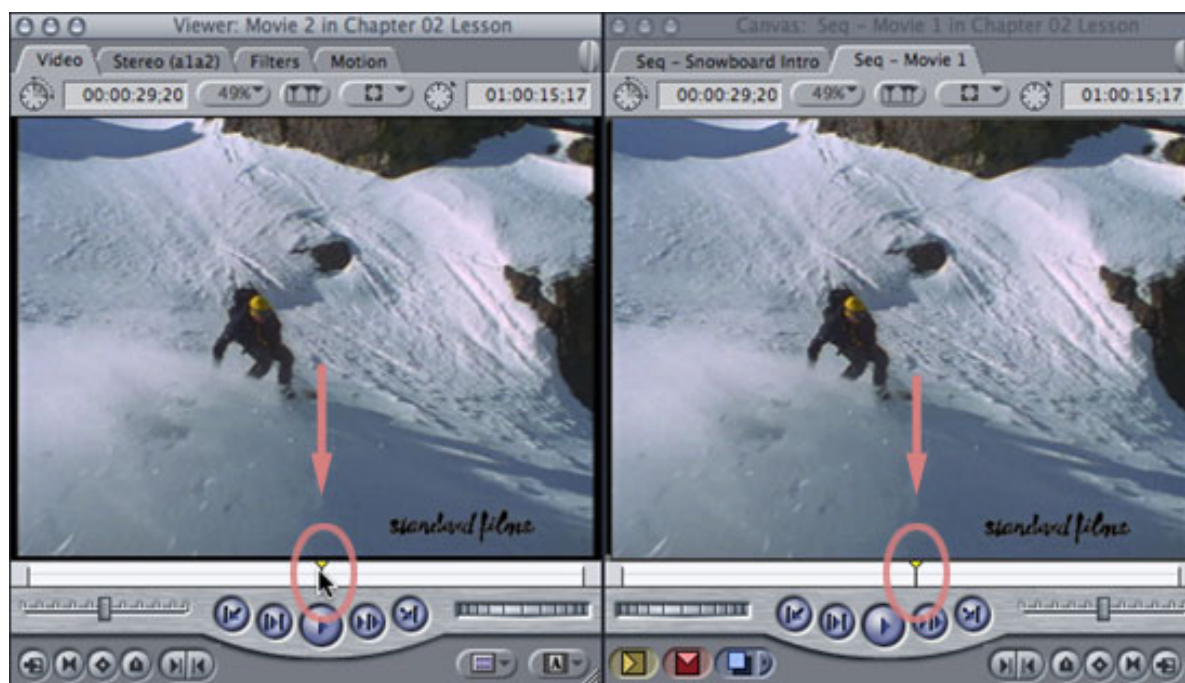 Viewer: Movie 2 in Chapter 02 Lesson
Video Stereo (a1a2) Filters Motion
00:00:29;20 49% 01:00:15;17
standard films
A
Canvas: Seq - Movie 1 in Chapter 02 Lesson
Seq - Snowboard Intro Seq - Movie 1
00:00:29;20 49% 01:00:15;17
standard films